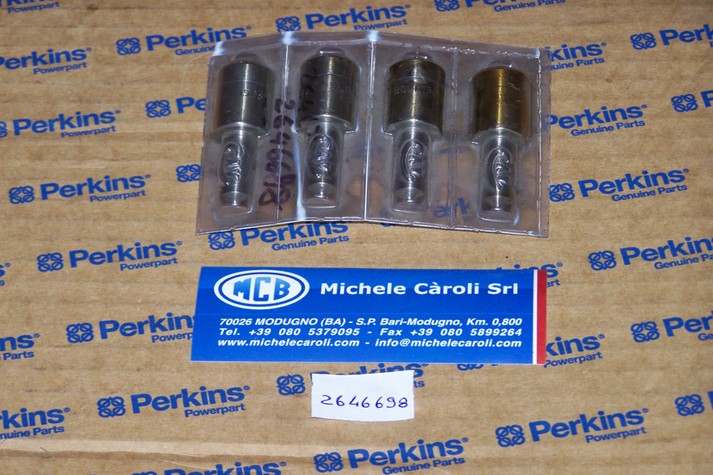 Perkins
Powerpart
Perkins
Genuine Parts
2646698
MCB
Michele Càroli Srl
70026 MODUGNO (BA) - S.P. Bari-Modugno, Km. 0,800
Tel. +39 080 5379095 - Fax +39 080 5899264
www.michelecaroli.com - info@michelecaroli.com
2646698